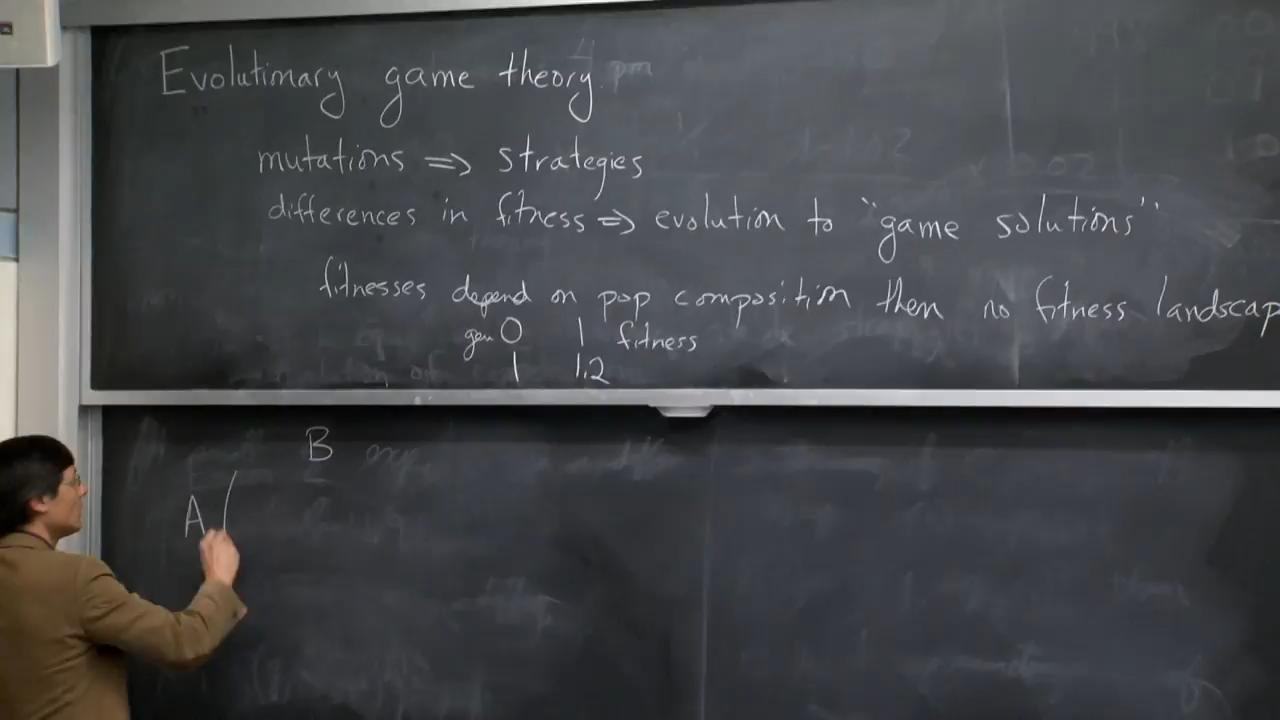 Evolutionary game theory
mutations ⇒ strategies
differences in fitness ⇒ evolution to "game solutions"
fitnesses depend on pop composition then no fitness landscap
gen 0 1 fitness
1 1.2
B
A (